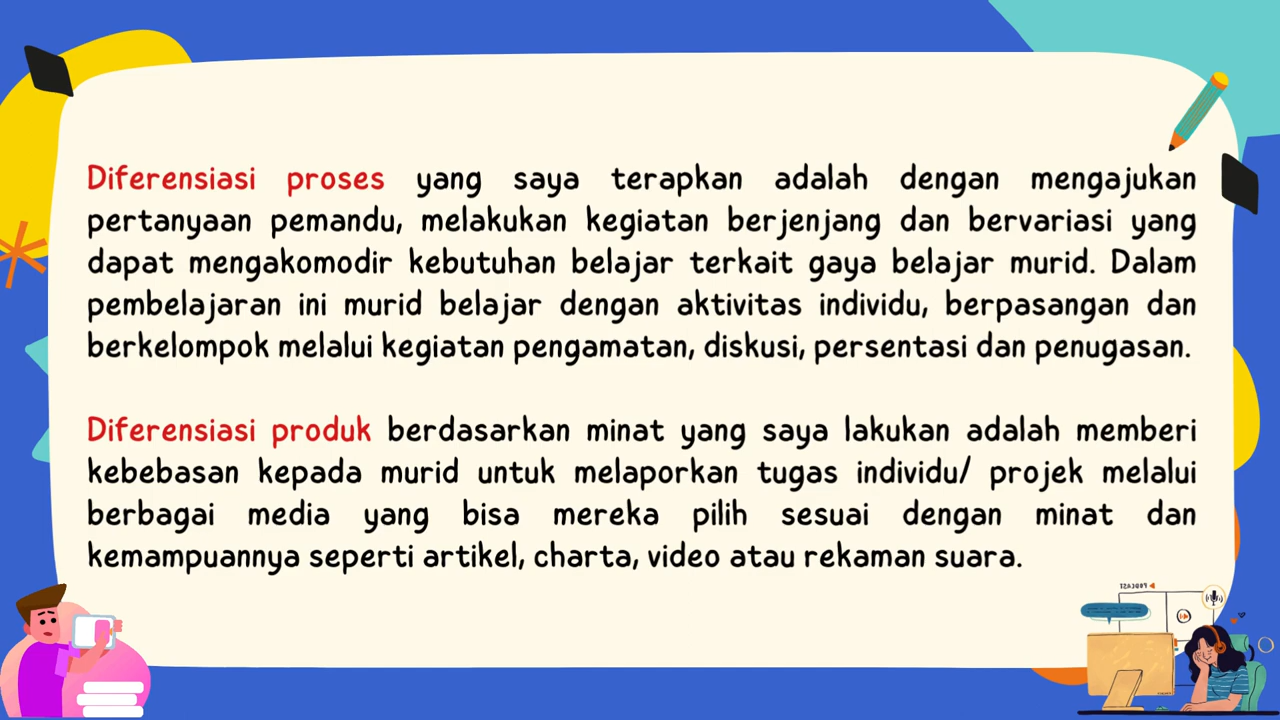 Diferensiasi proses yang saya terapkan adalah dengan mengajukan
pertanyaan pemandu, melakukan kegiatan berjenjang dan bervariasi yang
dapat mengakomodir kebutuhan belajar terkait gaya belajar murid. Dalam
pembelajaran ini murid belajar dengan aktivitas individu, berpasangan dan
berkelompok melalui kegiatan pengamatan, diskusi, persentasi dan penugasan.
Diferensiasi produk berdasarkan minat yang saya lakukan adalah memberi
kebebasan kepada murid untuk melaporkan tugas individu/ projek melalui
berbagai media yang bisa mereka pilih sesuai dengan minat dan
kemampuannya seperti artikel, charta, video atau rekaman suara.
PODCAST